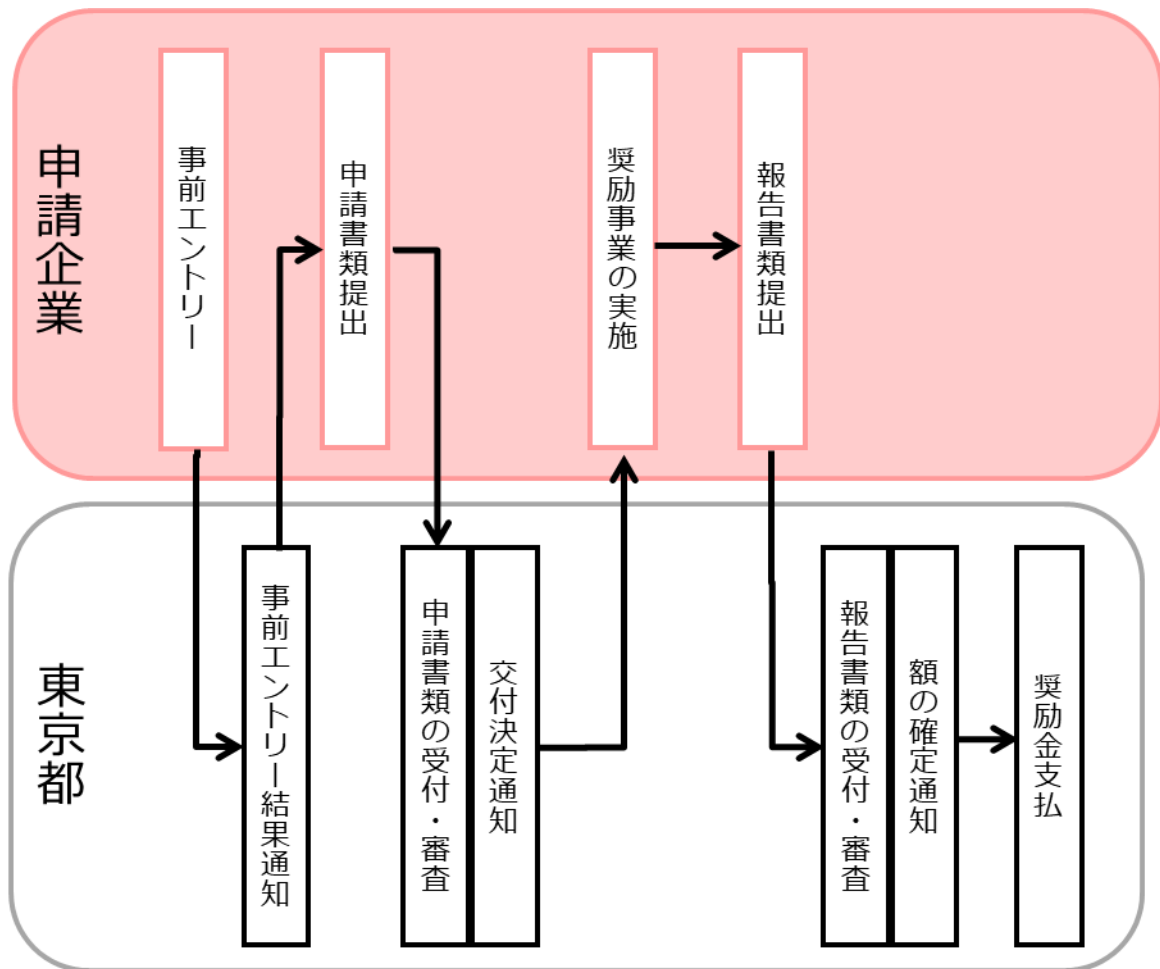 申請企業
事前エントリー
申請書類提出
奨励事業の実施
報告書類提出
東京都
事前エントリー結果通知
申請書類の受付・審査
交付決定通知
報告書類の受付・審査
額の確定通知
奨励金支払